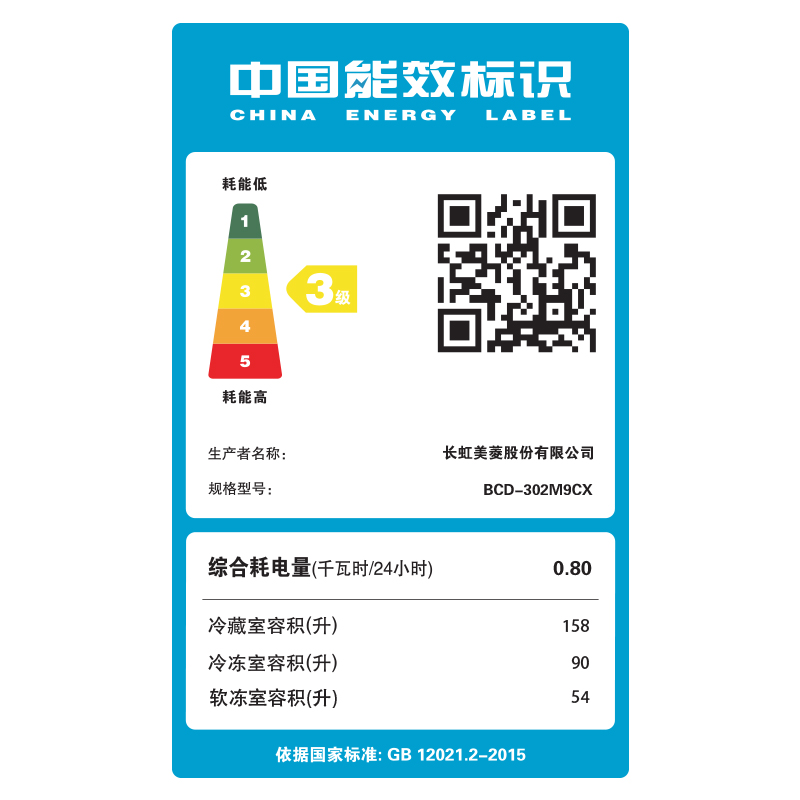 中国能效标识
CHINA ENERGY LABEL
耗能低
1
2
3
4
5
3级
耗能高
生产者名称: 长虹美菱股份有限公司
规格型号: BCD-302M9CX
综合耗电量(千瓦时/24小时) 0.80
冷藏室容积(升) 158
冷冻室容积(升) 90
软冻室容积(升) 54
依据国家标准: GB 12021.2-2015